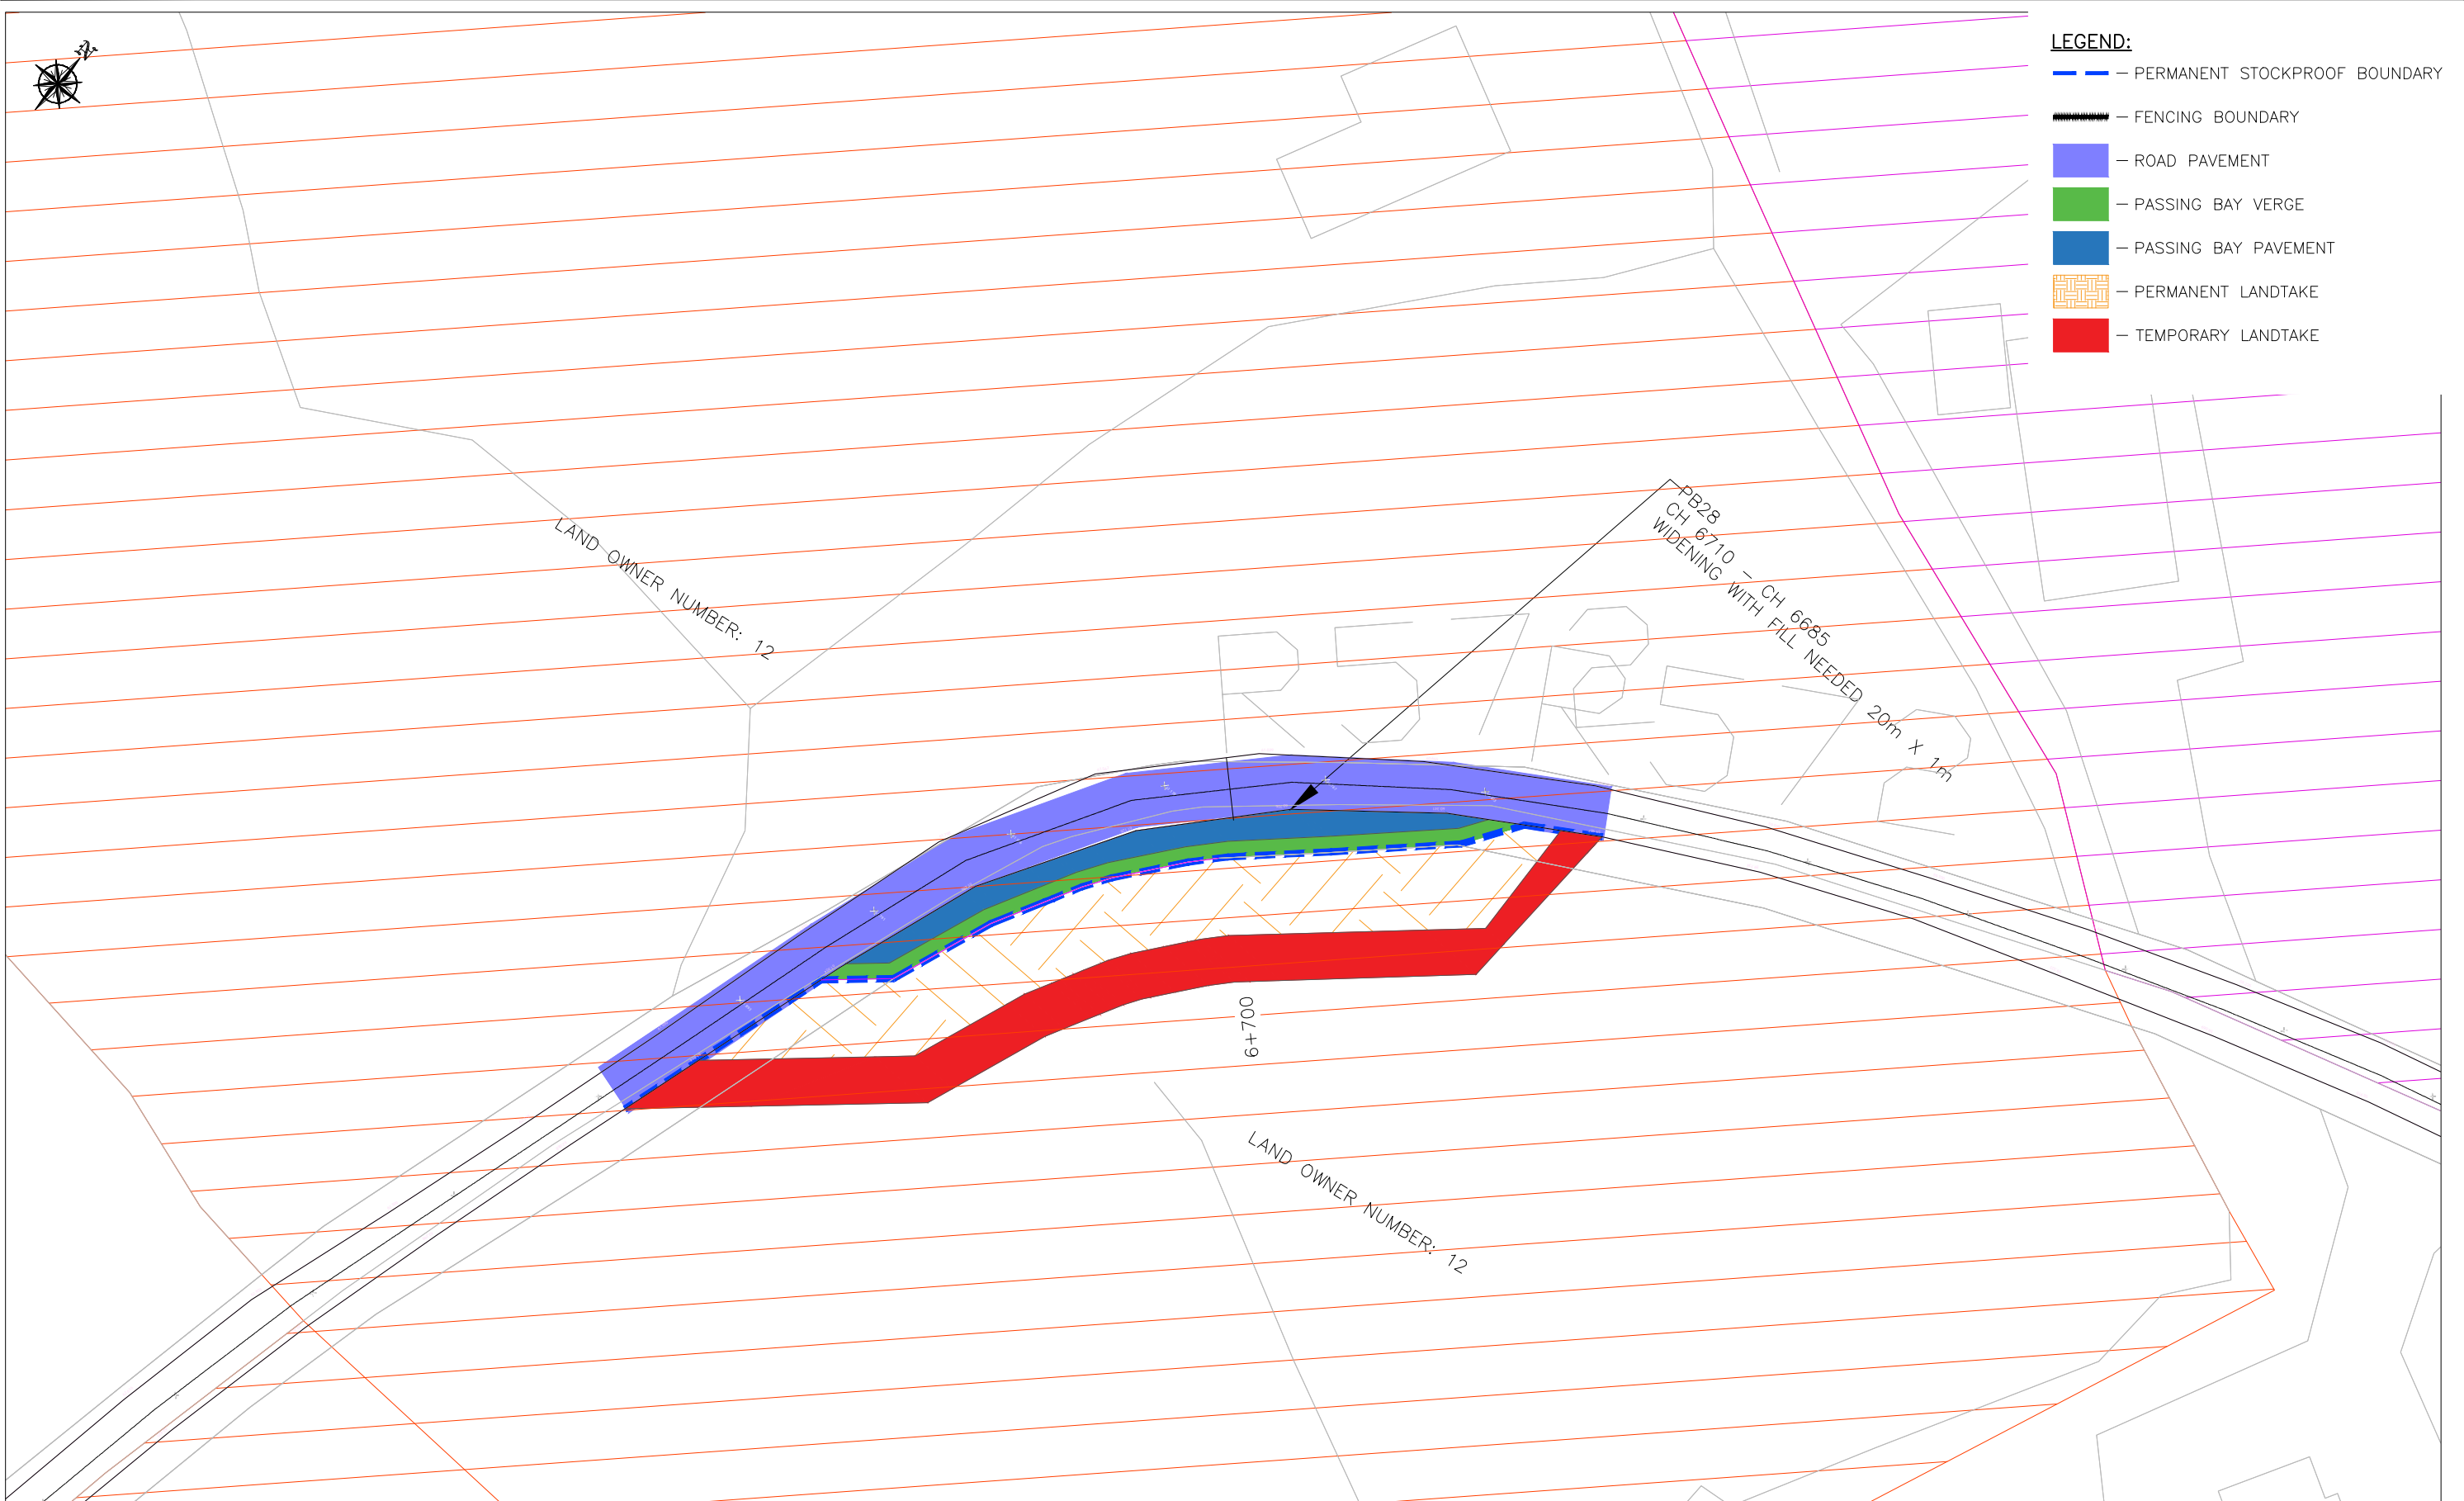 N
LEGEND:
PERMANENT STOCKPROOF BOUNDARY
FENCING BOUNDARY
ROAD PAVEMENT
PASSING BAY VERGE
PASSING BAY PAVEMENT
PERMANENT LANDTAKE
TEMPORARY LANDTAKE
PB28
CH 6710 – CH 6685
WIDENING WITH FILL NEEDED 20m X 1m
LAND OWNER NUMBER: 12
6+700
LAND OWNER NUMBER: 12